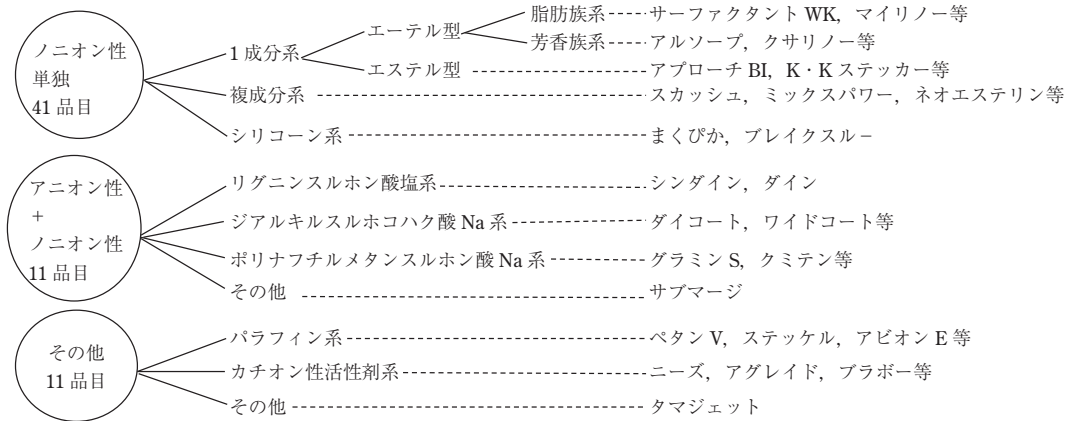 脂肪族系 サーファクタント WK，マイリノー等
エーテル型
芳香族系 アルソープ，クサリノー等
ノニオン性
単独
41 品目
1 成分系
エステル型 アプローチ BI，K・K ステッカー等
複成分系 スカッシュ，ミックスパワー，ネオエステリン等
シリコーン系 まくぴか，ブレイクスル－
アニオン性
+
ノニオン性
11 品目
リグニンスルホン酸塩系 シンダイン，ダイン
ジアルキルスルホコハク酸 Na 系 ダイコート，ワイドコート等
ポリナフチルメタンスルホン酸 Na 系 グラミン S，クミテン等
その他 サブマージ
その他
11 品目
パラフィン系 ペタン V，ステッケル，アビオン E 等
カチオン性活性剤系 ニーズ，アグレイド，ブラボー等
その他 タマジェット